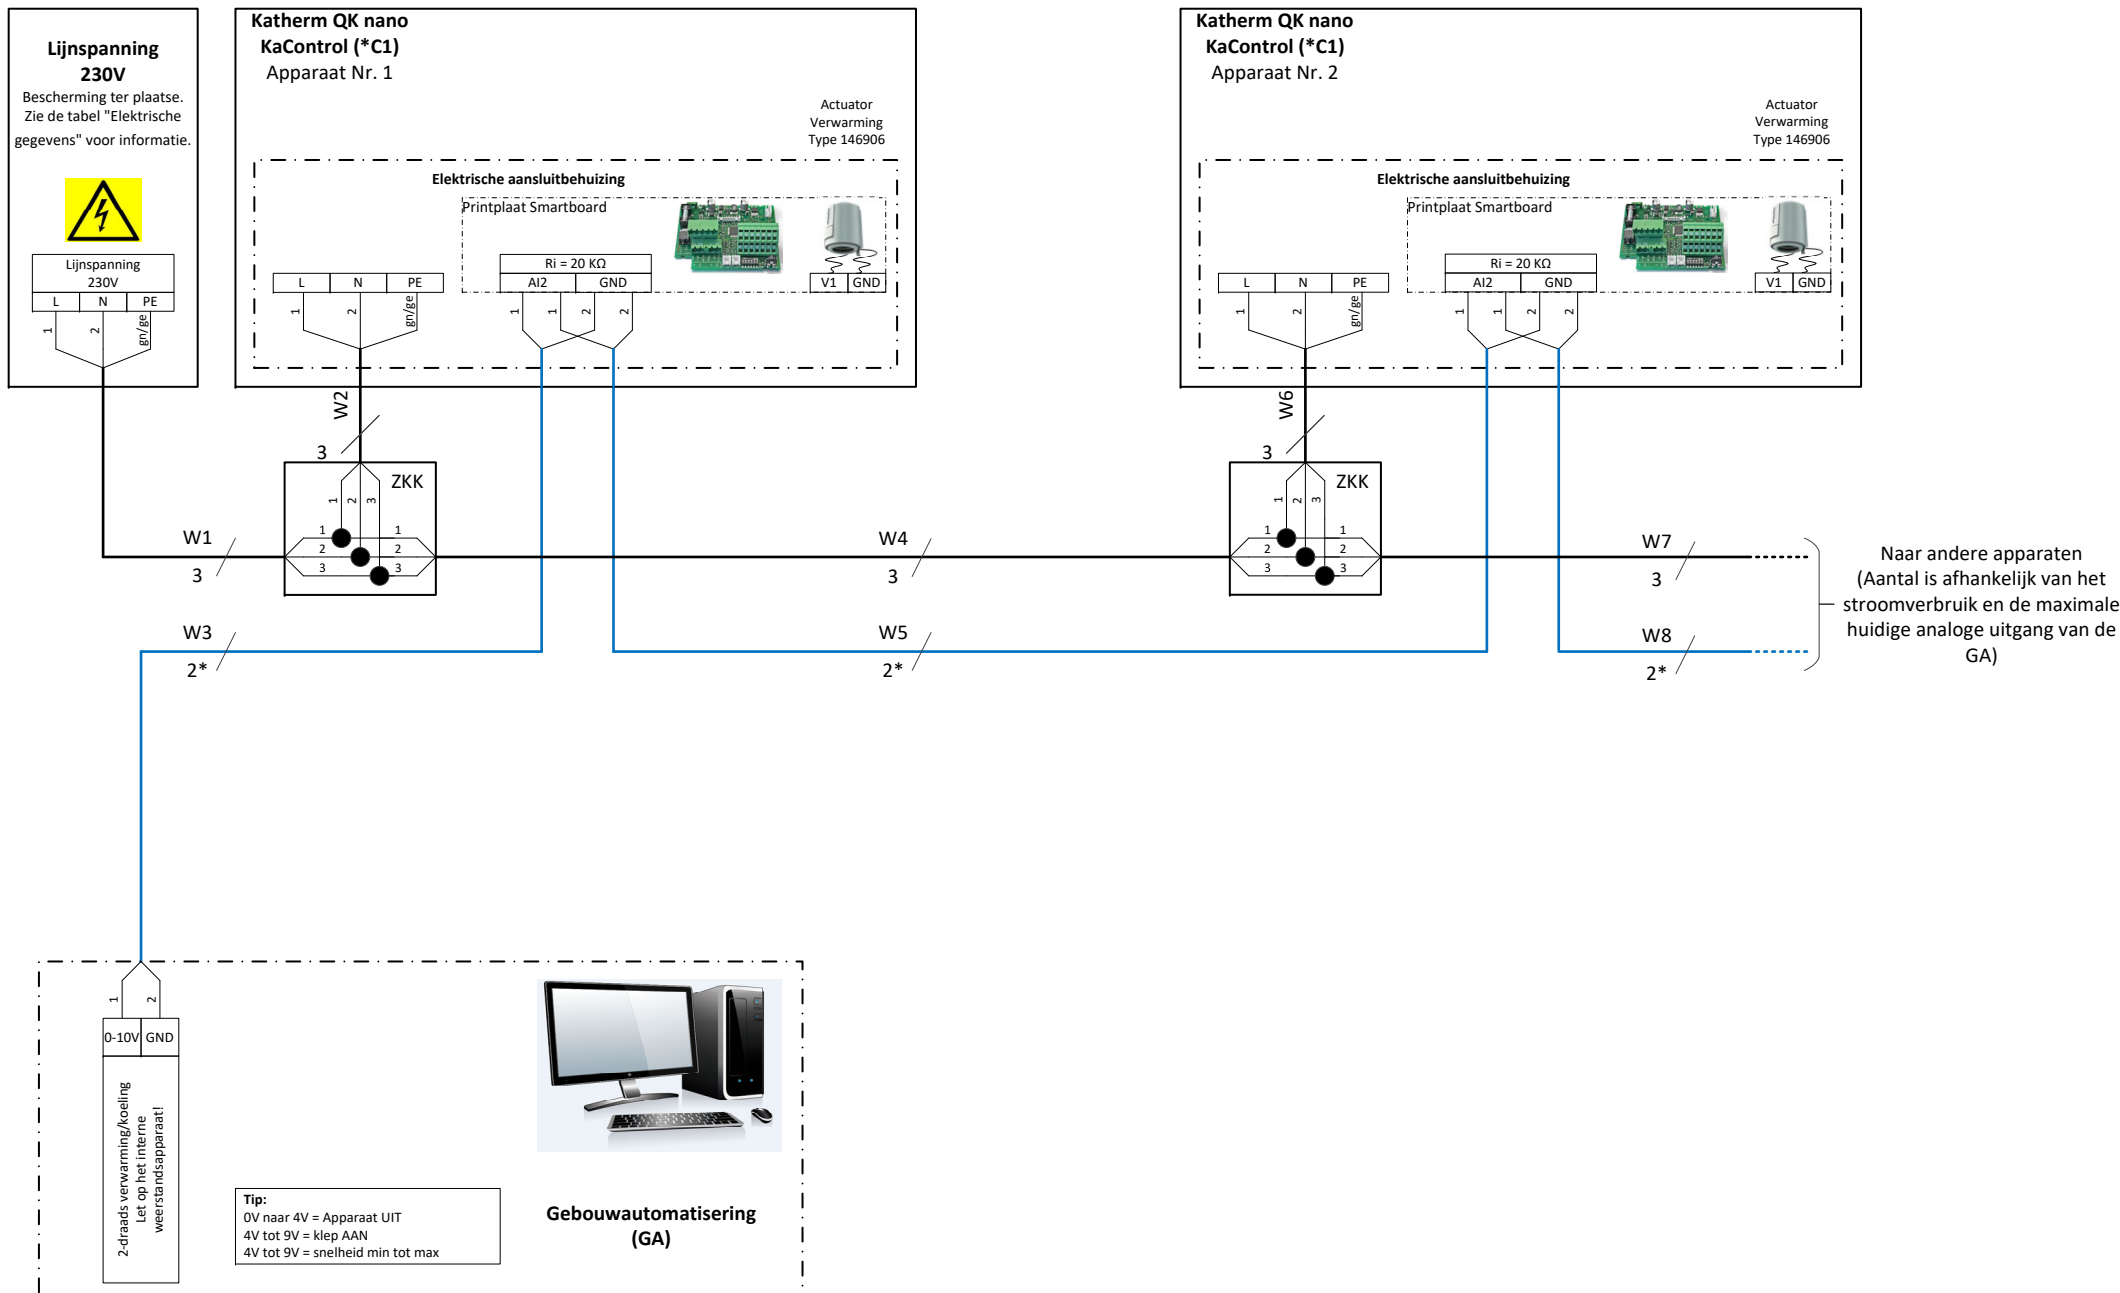 Lijnspanning
230V
Bescherming ter plaatse.
Zie de tabel "Elektrische
gegevens" voor informatie.
Lijnspanning
230V
L N PE
1 2 gn/ge
Katherm QK nano
KaControl (*C1)
Apparaat Nr. 1
Actuator
Verwarming
Type 146906
Elektrische aansluitbehuizing
Printplaat Smartboard
Ri = 20 KΩ
L N PE
AI2 GND
V1 GND
1 2 gn/ge
1 1 2 2
Katherm QK nano
KaControl (*C1)
Apparaat Nr. 2
Actuator
Verwarming
Type 146906
Elektrische aansluitbehuizing
Printplaat Smartboard
Ri = 20 KΩ
L N PE
AI2 GND
V1 GND
1 2 gn/ge
1 1 2 2
W2
3
ZKK
1 2 3
1 1
2 2
3 3
W6
3
ZKK
1 2 3
1 1
2 2
3 3
W1
3
W4
3
W7
3
W3
2*
W5
2*
W8
2*
Naar andere apparaten
(Aantal is afhankelijk van het
stroomverbruik en de maximale
huidige analoge uitgang van de
GA)
1 2
0-10V GND
2-draads verwarming/koeling
Let op het interne
weerstandsapparaat!
Tip:
0V naar 4V = Apparaat UIT
4V tot 9V = klep AAN
4V tot 9V = snelheid min tot max
Gebouwautomatisering
(GA)